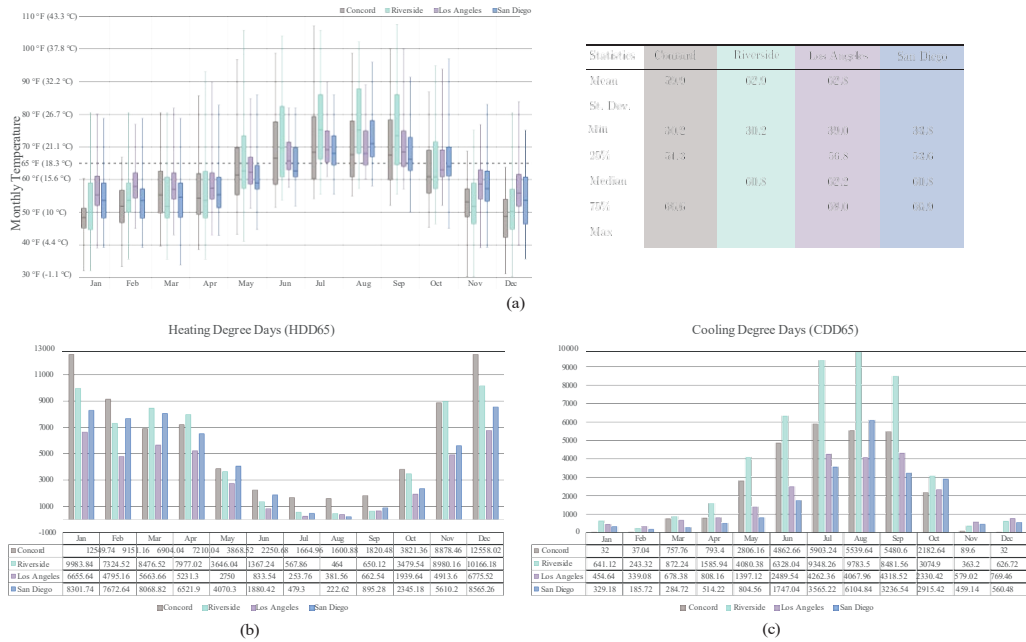 Concord Riverside Los Angeles San Diego
110 °F (43.3 °C)
100 °F (37.8 °C)
90 °F (32.2 °C)
80 °F (26.7 °C)
70 °F (21.1 °C)
65 °F (18.3 °C)
60 °F (15.6 °C)
50 °F (10 °C)
40 °F (4.4 °C)
30 °F (-1.1 °C)
Monthly Temperature
Jan Feb Mar Apr May Jun Jul Aug Sep Oct Nov Dec
Statistics Concord Riverside Los Angeles San Diego
Mean 62.9 62.8
St. Dev.
Min 30.2 30.2 39.0
25% 56.8
Median 60.8 62.2 60.8
75%
Max
(a)
Heating Degree Days (HDD65)
13000
11000
9000
7000
5000
3000
1000
-1000
Jan Feb Mar Apr May Jun Jul Aug Sep Oct Nov Dec
Concord 12549.74 9151.16 6904.04 7210.04 3868.52 2250.68 1664.96 1600.88 1820.48 3821.36 8878.46 12558.02
Riverside 9983.84 7324.52 8476.52 7977.02 3646.04 1367.24 567.86 464 650.12 3479.54 8980.16 10166.18
Los Angeles 6655.64 4795.16 5663.66 5231.3 2750 833.54 253.76 381.56 662.54 1939.64 4913.6 6775.52
San Diego 8301.74 7672.64 8068.82 6521.9 4070.3 1880.42 479.3 222.62 895.28 2345.18 5610.2 8565.26
Concord Riverside Los Angeles San Diego
(b)
Cooling Degree Days (CDD65)
10000
9000
8000
7000
6000
5000
4000
3000
2000
1000
0
Jan Feb Mar Apr May Jun Jul Aug Sep Oct Nov Dec
Concord 32 37.04 757.76 793.4 2806.16 4862.66 5903.24 5539.64 5480.6 2182.64 89.6 32
Riverside 641.12 243.32 872.24 1585.94 4080.38 6328.04 9348.26 9783.5 8481.56 3074.9 363.2 626.72
Los Angeles 454.64 339.08 678.38 808.16 1397.12 2489.54 4262.36 4067.96 4318.52 2330.42 579.02 769.46
San Diego 329.18 185.72 284.72 514.22 804.56 1747.04 3565.22 6104.84 3236.54 2915.42 459.14 560.48
Concord Riverside Los Angeles San Diego
(c)